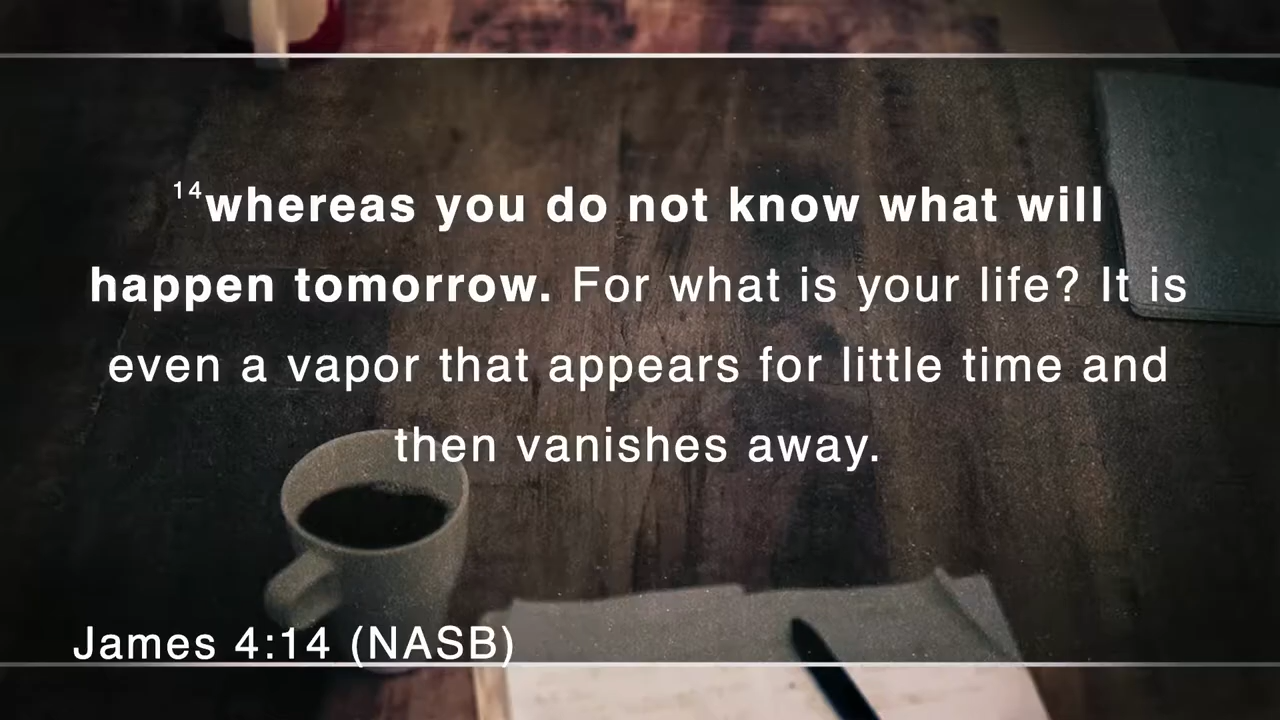 14whereas you do not know what will
happen tomorrow. For what is your life? It is
even a vapor that appears for little time and
then vanishes away.
James 4:14 (NASB)